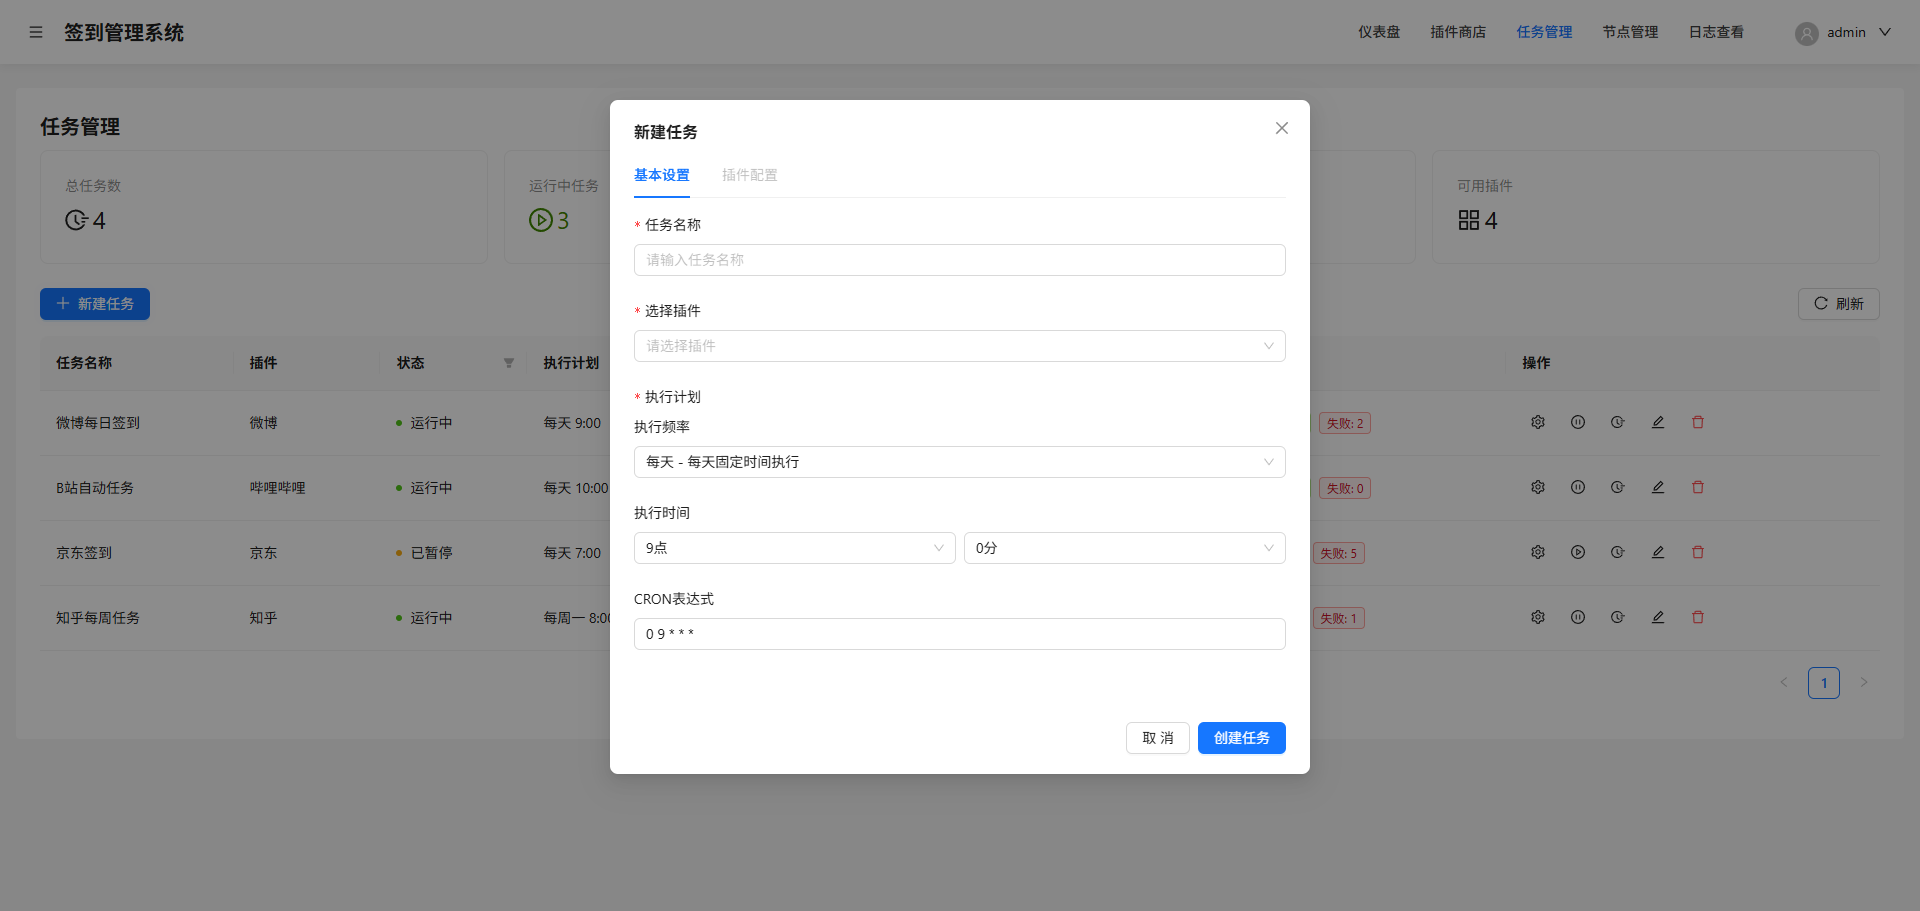 签到管理系统
仪表盘 插件商店 任务管理 节点管理 日志查看 admin
任务管理
总任务数
4
运行中任务
3
可用插件
4
新建任务
刷新
任务名称 插件 状态 执行计划 操作
微博每日签到 微博 运行中 每天 9:00 失败: 2
B站自动任务 哔哩哔哩 运行中 每天 10:00 失败: 0
京东签到 京东 已暂停 每天 7:00 失败: 5
知乎每周任务 知乎 运行中 每周一 8:00 失败: 1
1
新建任务
基本设置 插件配置
* 任务名称
请输入任务名称
* 选择插件
请选择插件
* 执行计划
执行频率
每天 - 每天固定时间执行
执行时间
9点 0分
CRON表达式
0 9 * * *
取 消 创建任务